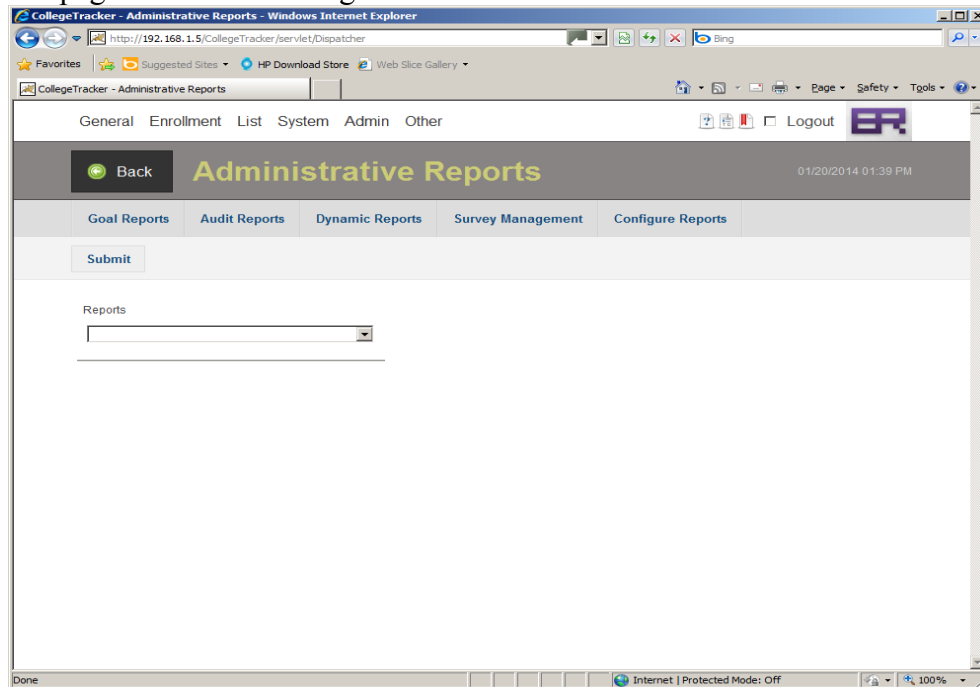 CollegeTracker - Administrative Reports - Windows Internet Explorer
http://192.168.1.5/CollegeTracker/servlet/Dispatcher
Bing
Favorites Suggested Sites HP Download Store Web Slice Gallery
CollegeTracker - Administrative Reports
Page Safety Tools
General Enrollment List System Admin Other
Logout
ER
Back
Administrative Reports
01/20/2014 01:39 PM
Goal Reports Audit Reports Dynamic Reports Survey Management Configure Reports
Submit
Reports
Done
Internet | Protected Mode: Off
100%